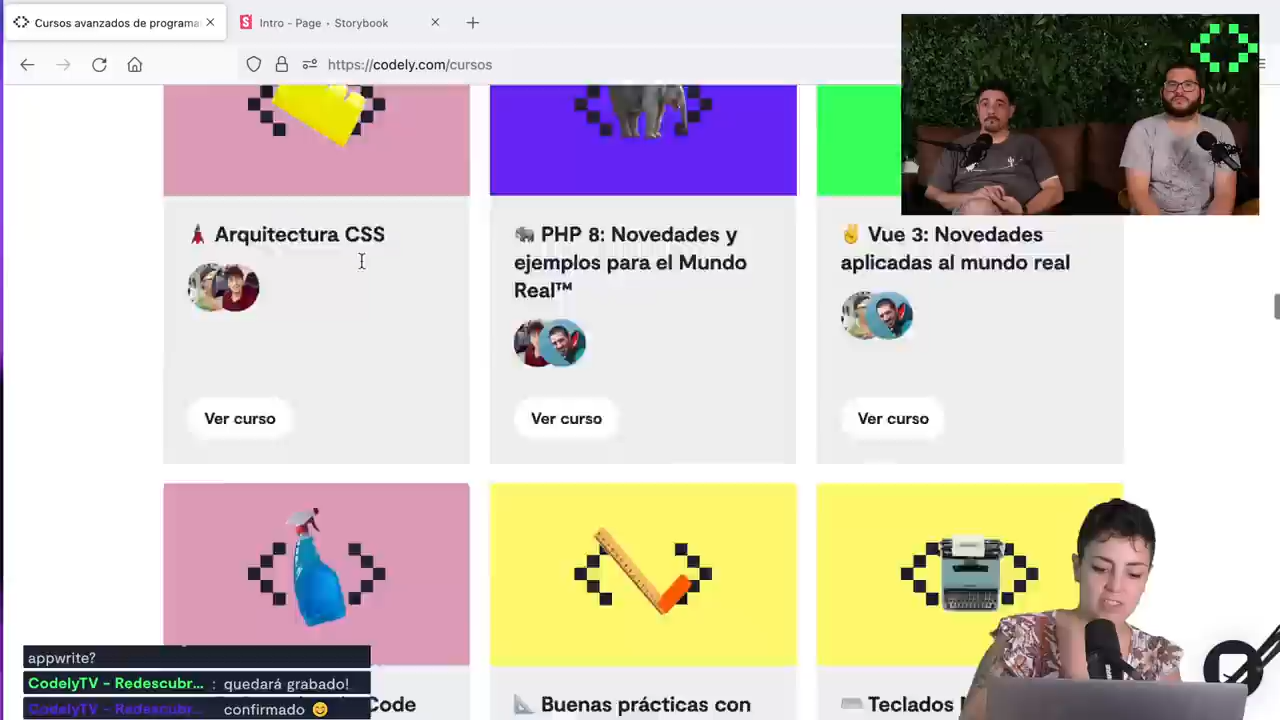 Cursos avanzados de programa
Intro - Page • Storybook
https://codely.com/cursos
🚀 Arquitectura CSS
🐘 PHP 8: Novedades y
ejemplos para el Mundo
Real™
✌️ Vue 3: Novedades
aplicadas al mundo real
Ver curso
Ver curso
Ver curso
appwrite?
CodelyTV - Redescubr... : quedará grabado!
CodelyTV - Redescubr... confirmado 😊
Code
📐 Buenas prácticas con
⌨️ Teclados